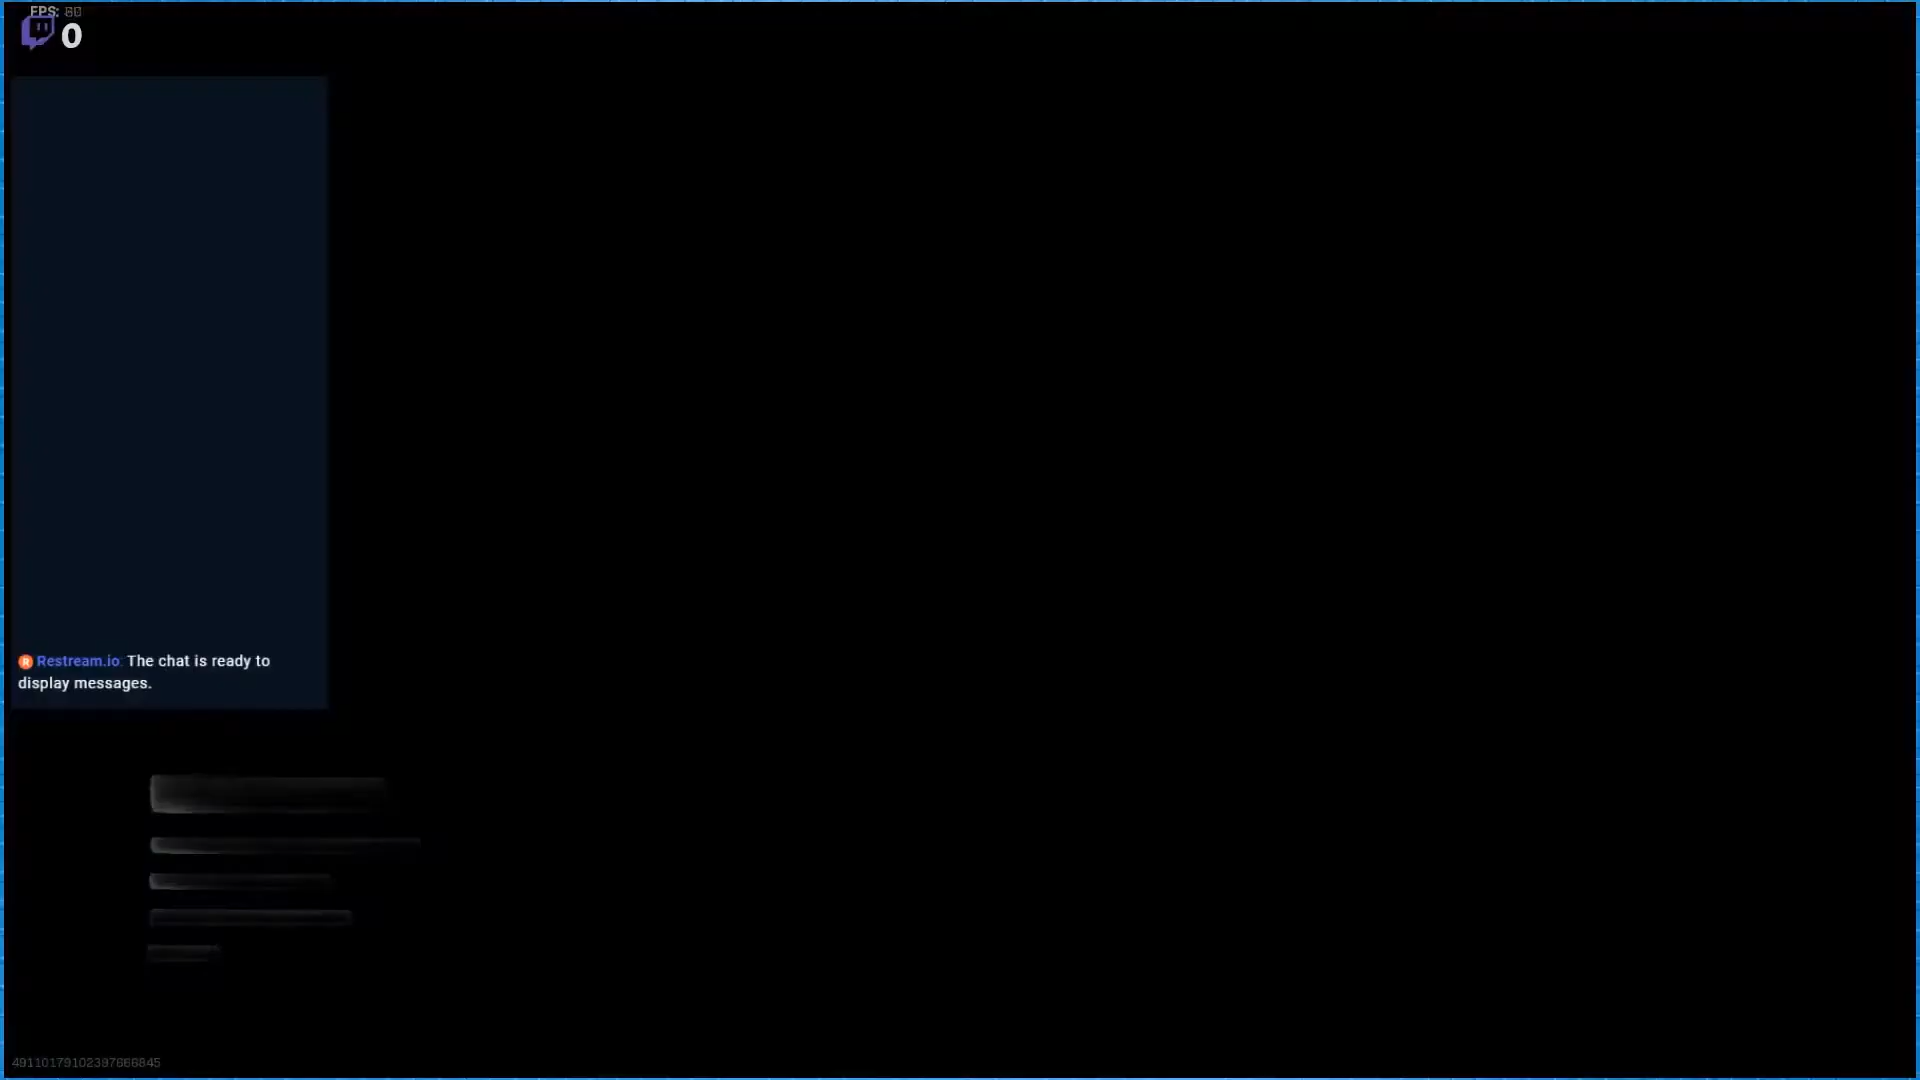 FPS: 60
0
Restream.io: The chat is ready to
display messages.
49110179102397666845